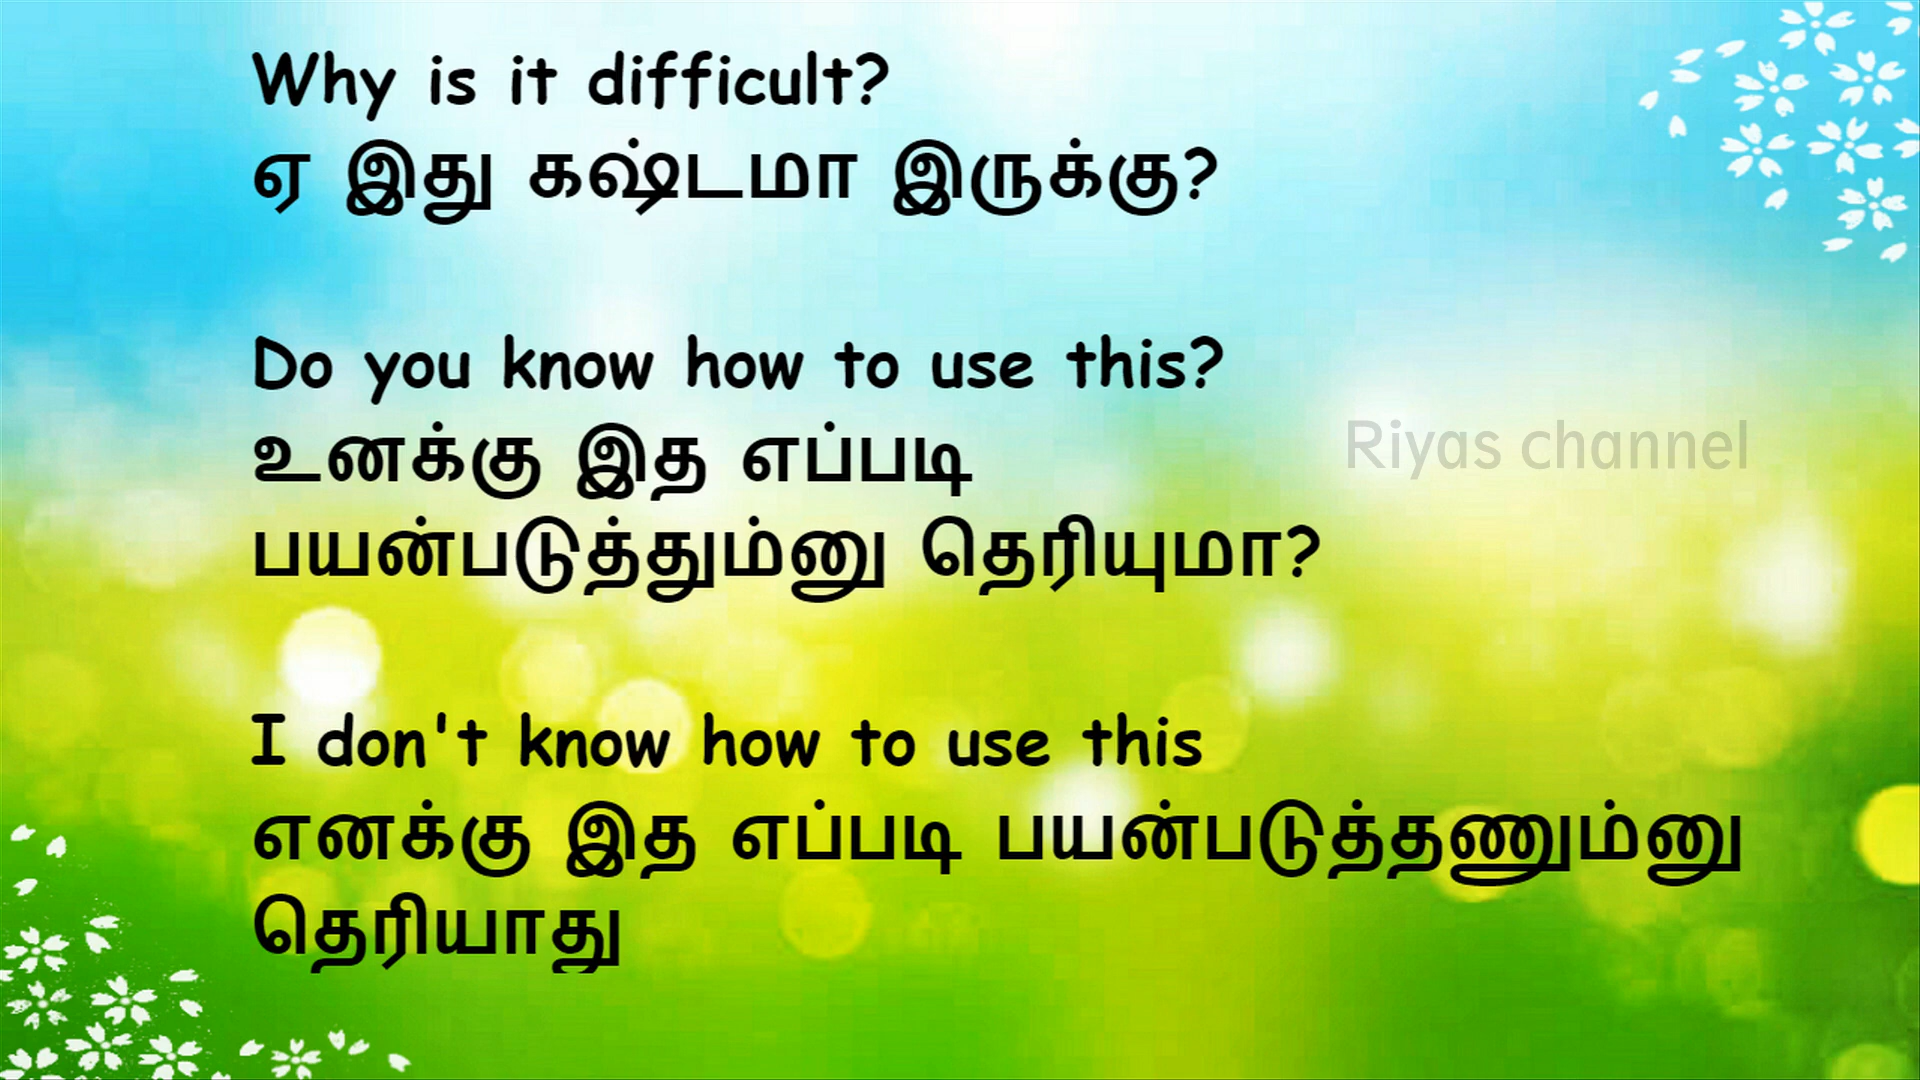 Why is it difficult?
ஏ இது கஷ்டமா இருக்கு?
Do you know how to use this?
உனக்கு இத எப்படி
பயன்படுத்தும்னு தெரியுமா?
Riyas channel
I don't know how to use this
எனக்கு இத எப்படி பயன்படுத்தணும்னு
தெரியாது